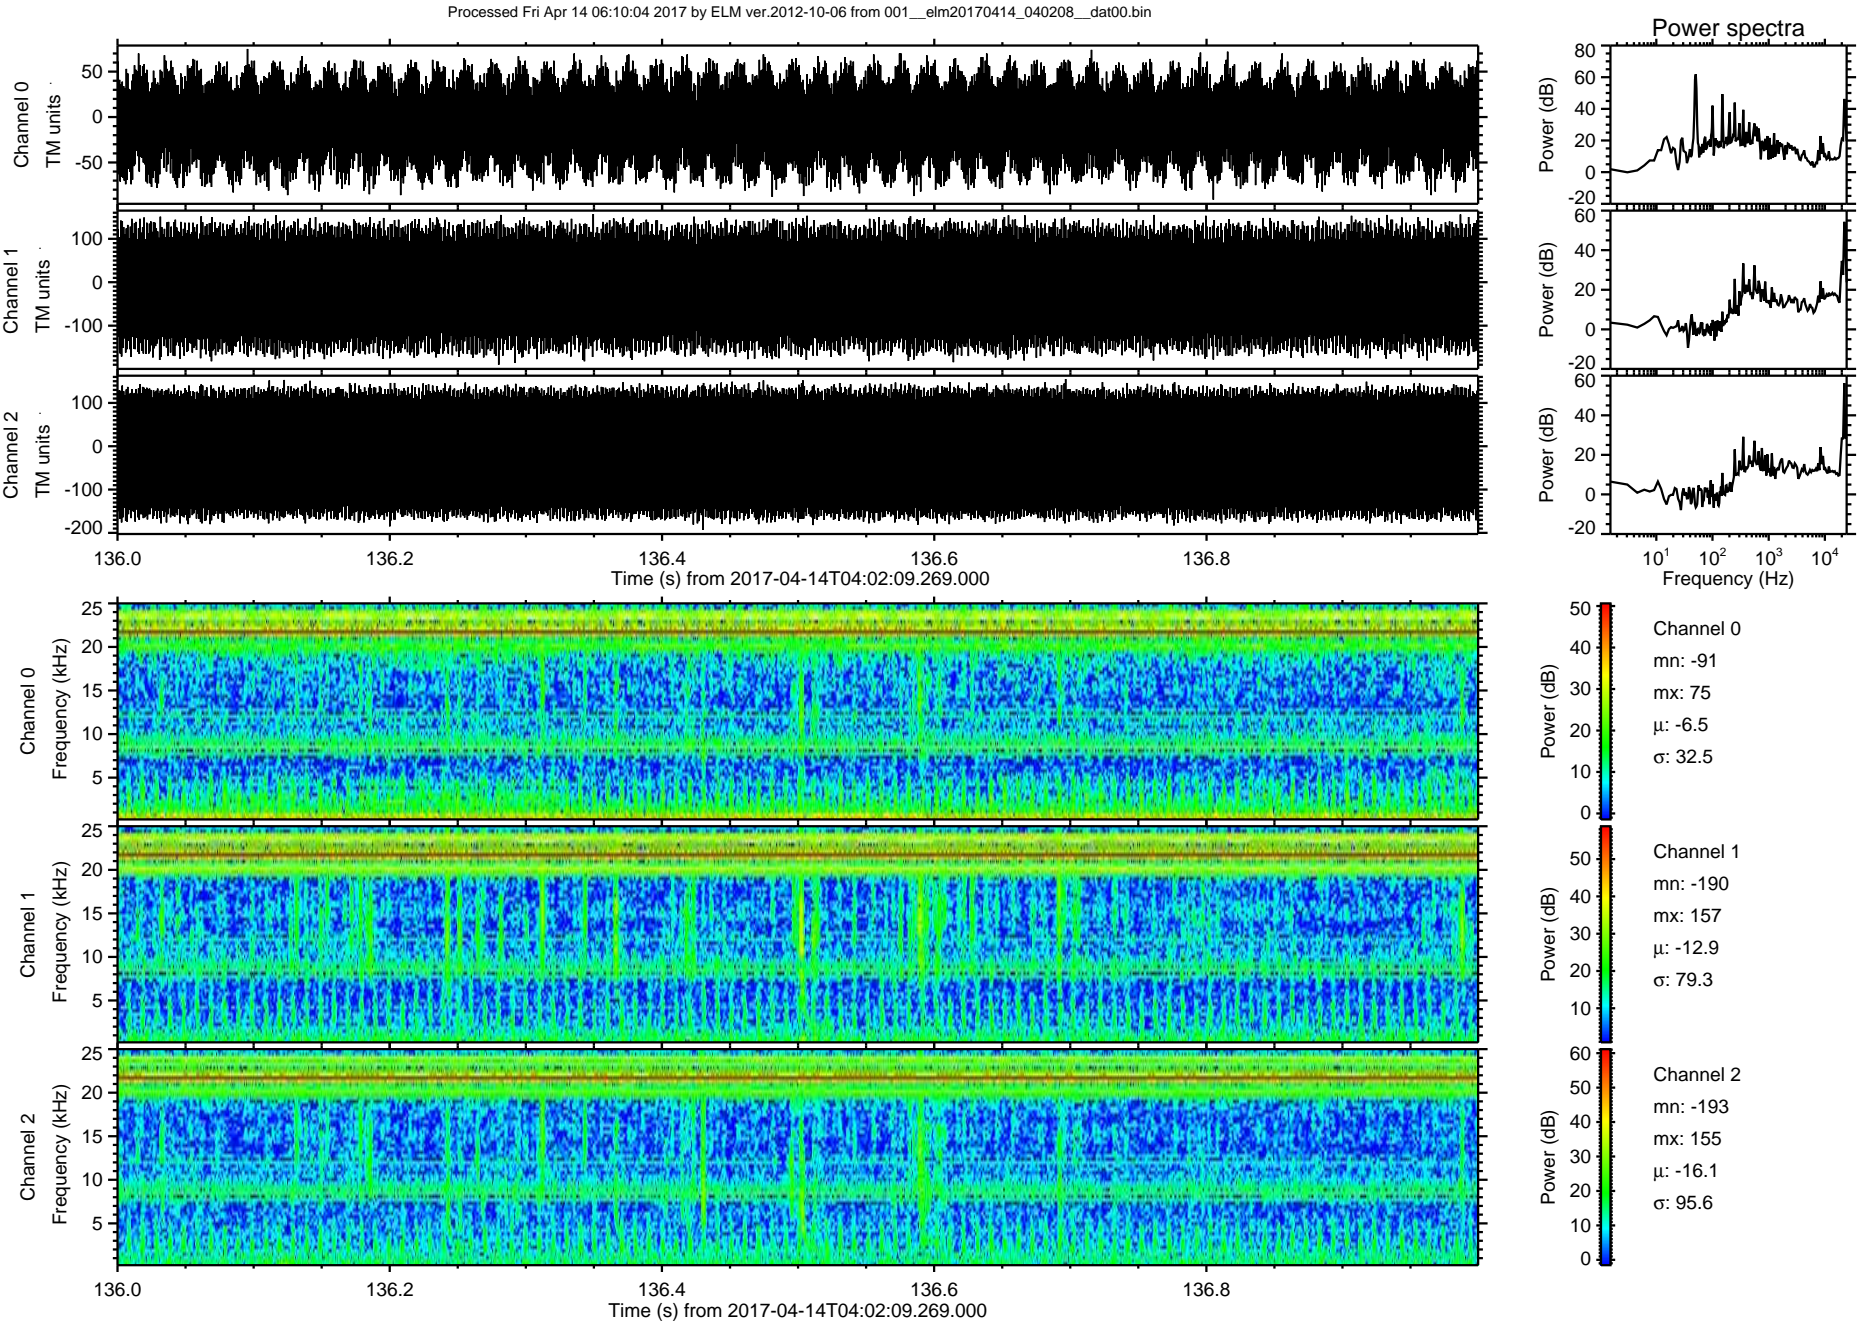 Processed Fri Apr 14 06:10:04 2017 by ELM ver.2012-10-06 from 001__elm20170414_040208__dat00.bin
Power spectra
Channel 0
TM units
50
0
-50
Power (dB)
80
60
40
20
0
-20
Channel 1
TM units
100
0
-100
Power (dB)
60
40
20
0
-20
Channel 2
TM units
100
0
-100
-200
Power (dB)
60
40
20
0
-20
136.0 136.2 136.4 136.6 136.8
Time (s) from 2017-04-14T04:02:09.269.000
10^1 10^2 10^3 10^4
Frequency (Hz)
Channel 0
Frequency (kHz)
25
20
15
10
5
Power (dB)
50
40
30
20
10
0
Channel 0
mn: -91
mx: 75
μ: -6.5
σ: 32.5
Channel 1
Frequency (kHz)
25
20
15
10
5
Power (dB)
50
40
30
20
10
Channel 1
mn: -190
mx: 157
μ: -12.9
σ: 79.3
Channel 2
Frequency (kHz)
25
20
15
10
5
Power (dB)
60
50
40
30
20
10
0
Channel 2
mn: -193
mx: 155
μ: -16.1
σ: 95.6
136.0 136.2 136.4 136.6 136.8
Time (s) from 2017-04-14T04:02:09.269.000